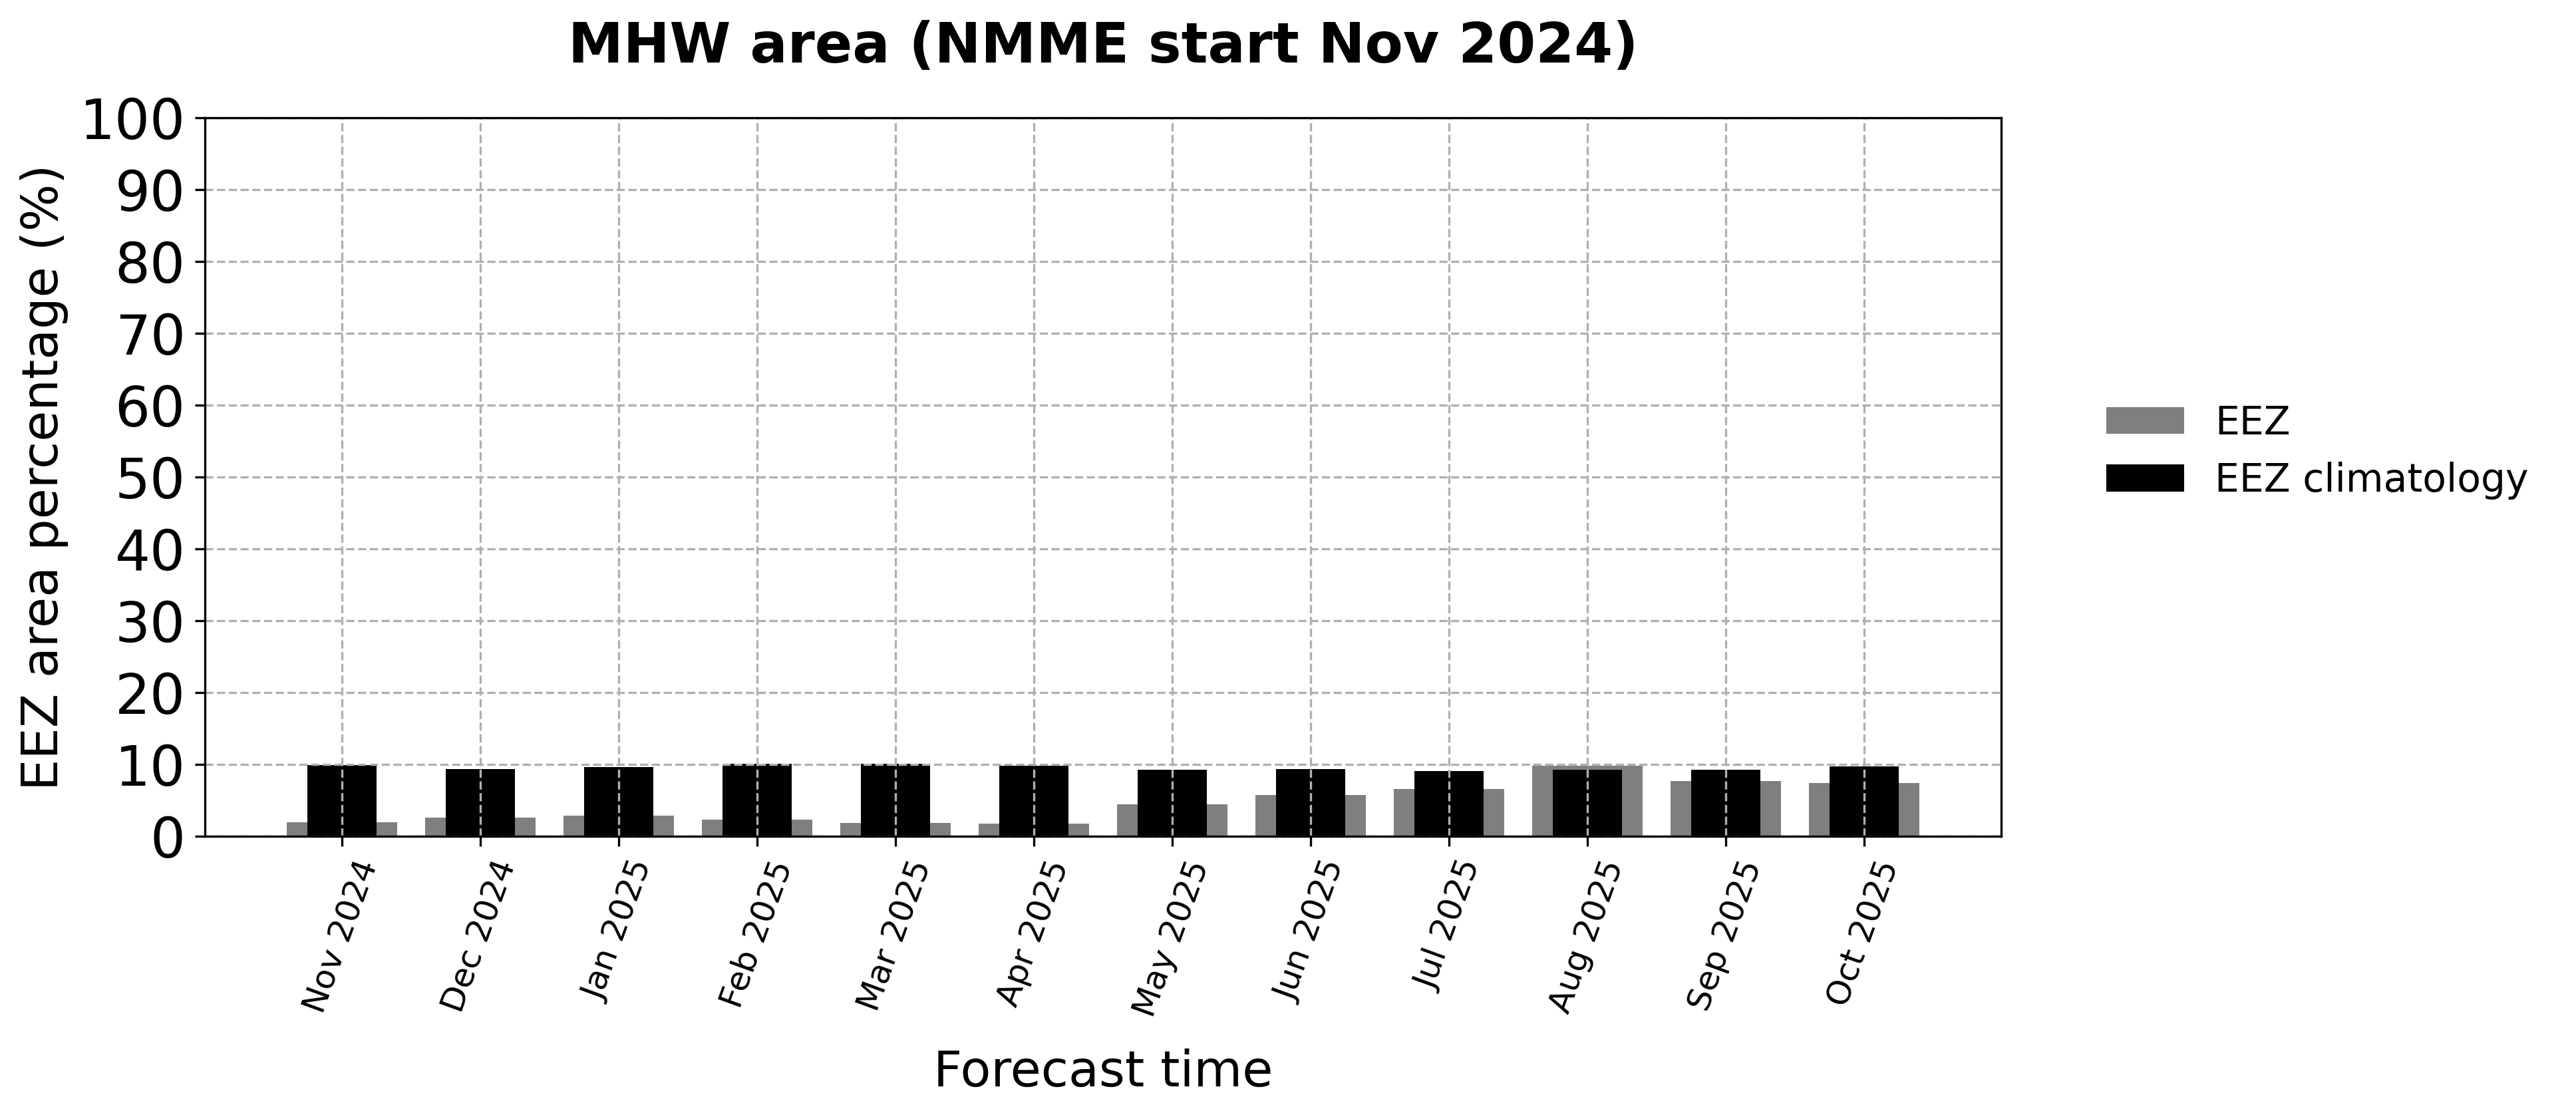 MHW area (NMME start Nov 2024)
EEZ area percentage (%)
100
90
80
70
60
50
40
30
20
10
0
Nov 2024
Dec 2024
Jan 2025
Feb 2025
Mar 2025
Apr 2025
May 2025
Jun 2025
Jul 2025
Aug 2025
Sep 2025
Oct 2025
Forecast time
EEZ
EEZ climatology